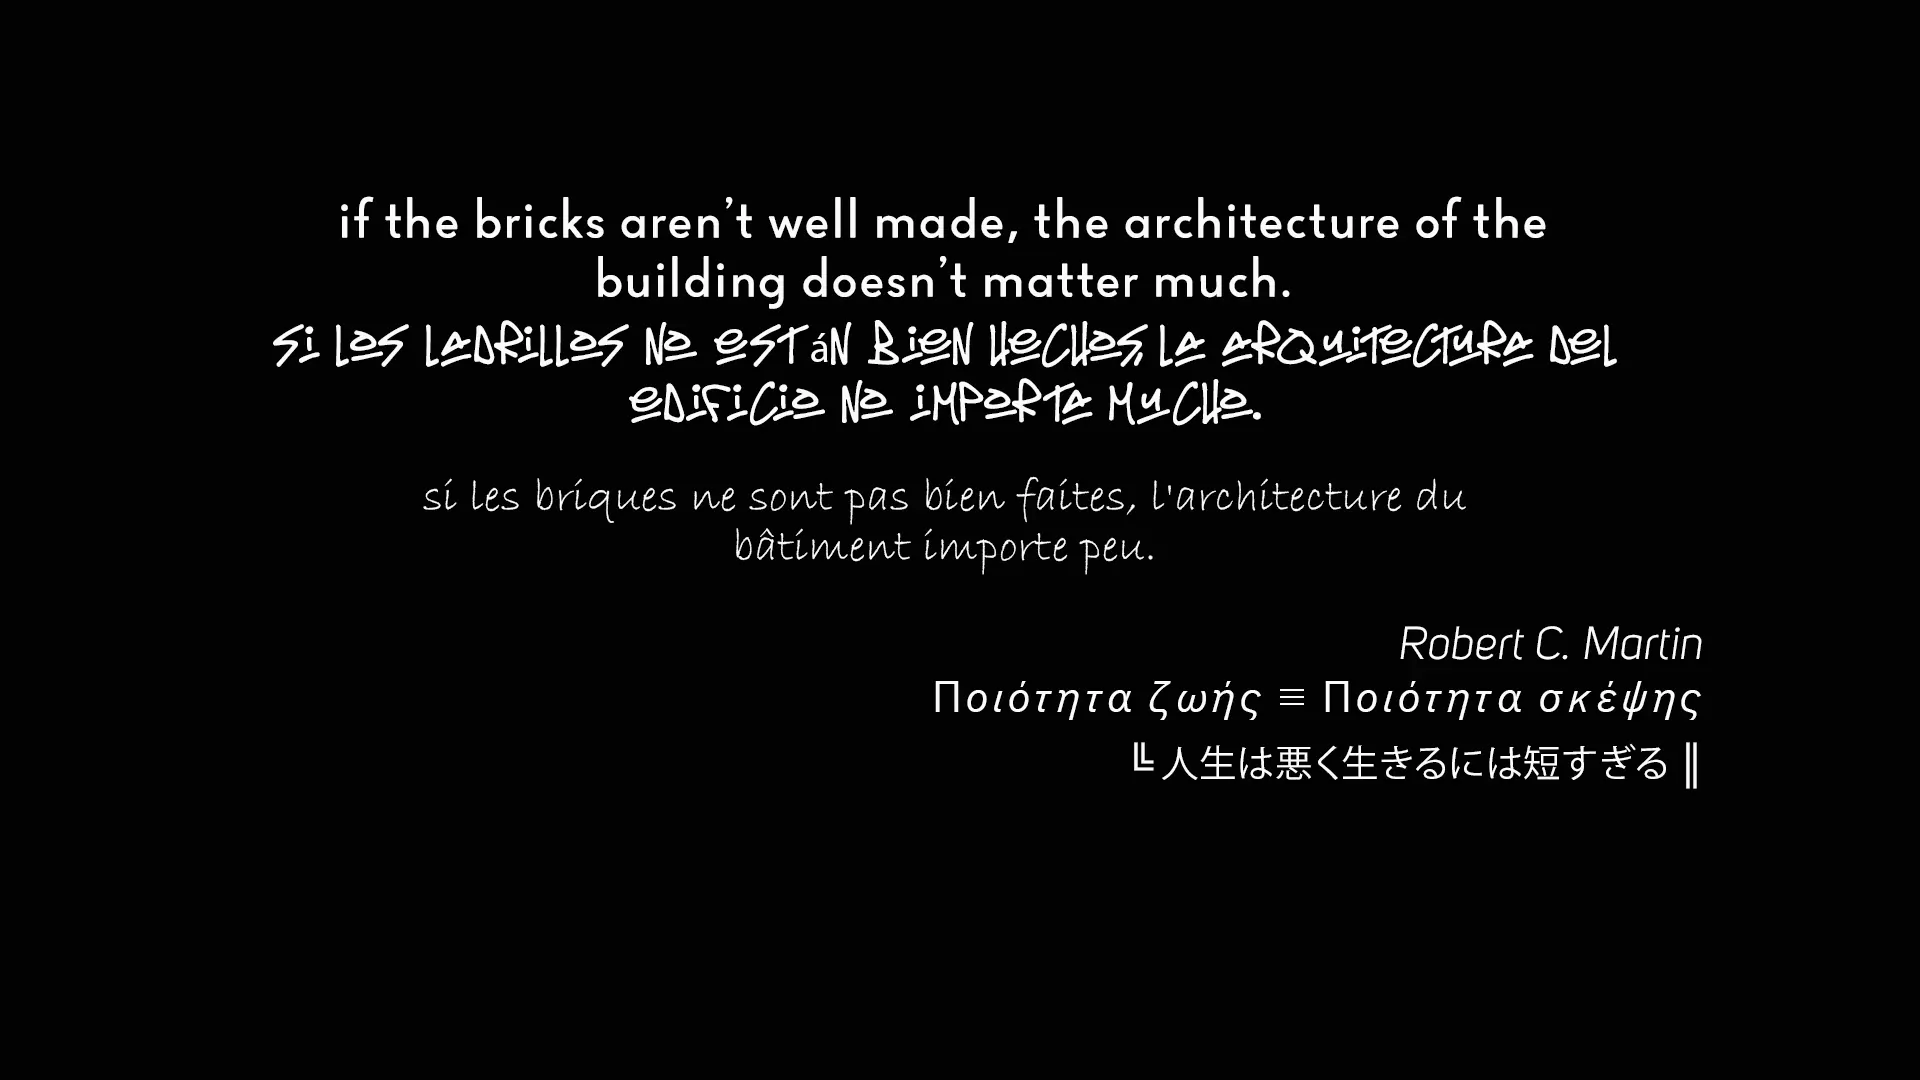 if the bricks aren’t well made, the architecture of the
building doesn’t matter much.
si los ladrillos no están bien hechos, la arquitectura del
edificio no importa mucho.
si les briques ne sont pas bien faites, l'architecture du
bâtiment importe peu.
Robert C. Martin
Ποιότητα ζωής ≡ Ποιότητα σκέψης
╚ 人生は悪く生きるには短すぎる ║